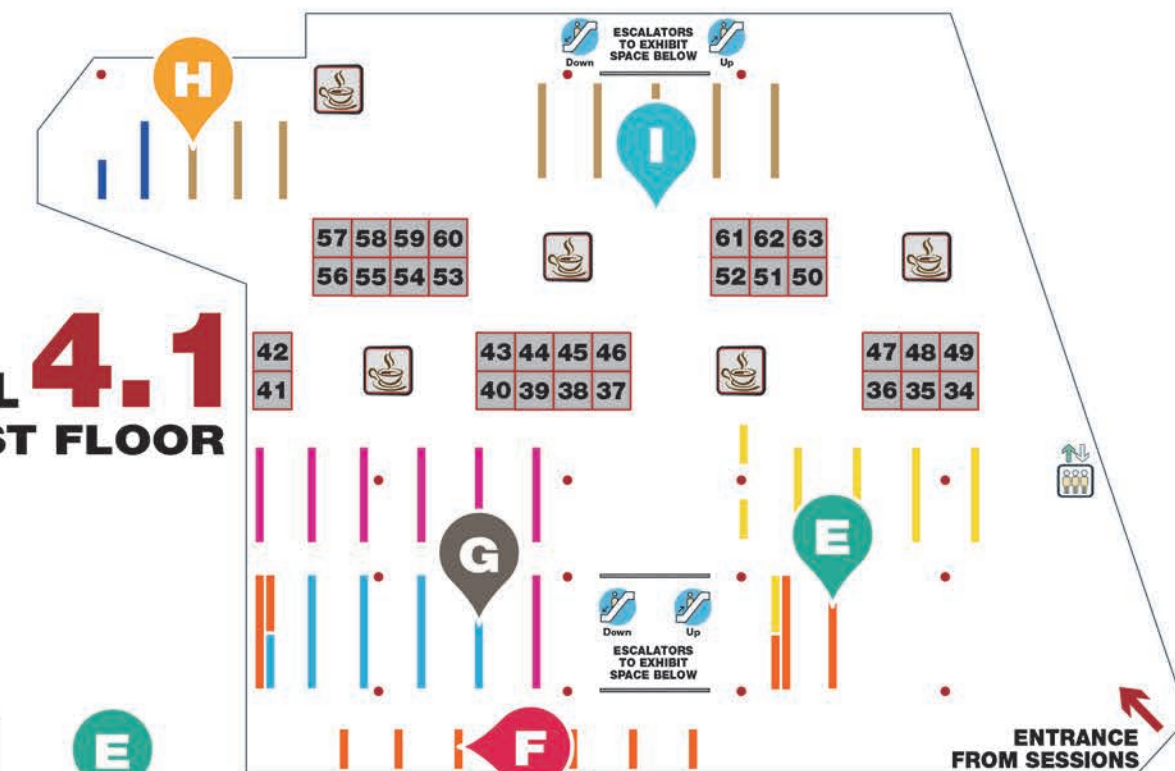 ESCALATORS
TO EXHIBIT
SPACE BELOW
Down
Up
H
I
57 58 59 60
56 55 54 53
61 62 63
52 51 50
42
41
43 44 45 46
40 39 38 37
47 48 49
36 35 34
L 4.1
ST FLOOR
G
E
Down
Up
ESCALATORS
TO EXHIBIT
SPACE BELOW
F
E
ENTRANCE
FROM SESSIONS